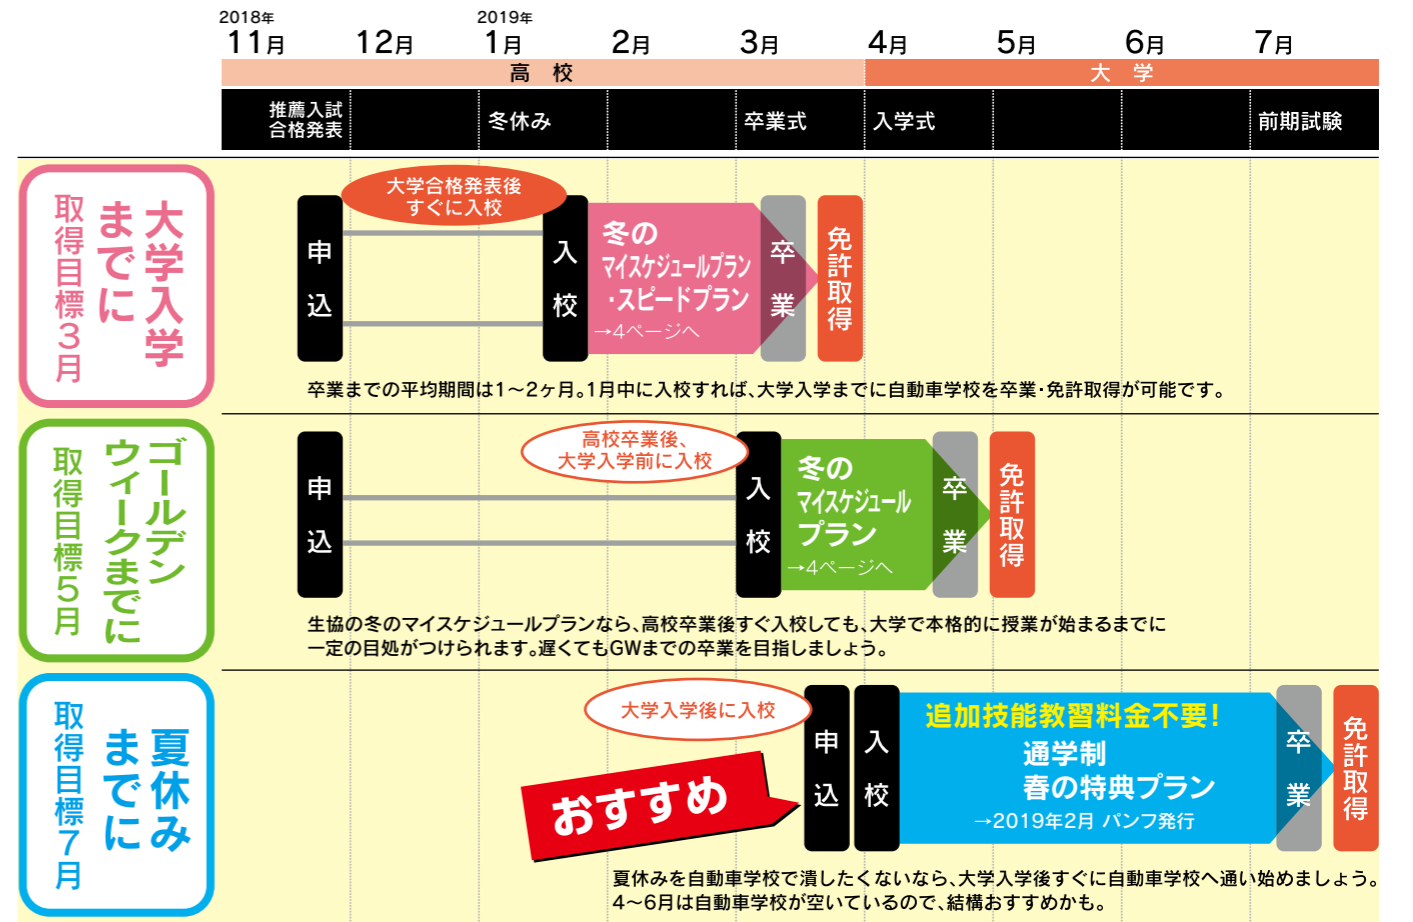 2018年
11月
12月
2019年
1月
2月
3月
4月
5月
6月
7月
高 校
大 学
推薦入試
合格発表
冬休み
卒業式
入学式
前期試験
大学入学
までに
取得目標3月
申込
大学合格発表後
すぐに入校
入校
冬の
マイスケジュールプラン
・スピードプラン
→4ページへ
卒業
免許取得
卒業までの平均期間は1〜2ヶ月。1月中に入校すれば、大学入学までに自動車学校を卒業・免許取得が可能です。
ゴールデン
ウィークまでに
取得目標5月
申込
高校卒業後、
大学入学前に入校
入校
冬の
マイスケジュール
プラン
→4ページへ
卒業
免許取得
生協の冬のマイスケジュールプランなら、高校卒業後すぐ入校しても、大学で本格的に授業が始まるまでに
一定の目処がつけられます。遅くてもGWまでの卒業を目指しましょう。
夏休み
までに
取得目標7月
大学入学後に入校
おすすめ
申込
入校
追加技能教習料金不要！
通学制
春の特典プラン
→2019年2月 パンフ発行
卒業
免許取得
夏休みを自動車学校で潰したくないなら、大学入学後すぐに自動車学校へ通い始めましょう。
4〜6月は自動車学校が空いているので、結構おすすめかも。